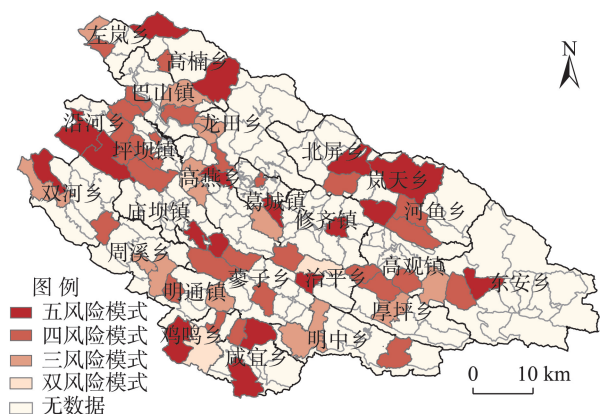 左岚乡
高楠乡
N
巴山镇
沿河乡
龙田乡
坪坝镇
北屏乡
高燕乡
岚天乡
双河乡
葛城镇
庙坝镇
修齐镇
河鱼乡
周溪乡
高观镇
蓼子乡
治平乡
东安乡
明通镇
厚坪乡
鸡鸣乡
明中乡
咸宜乡
图例
五风险模式
四风险模式
三风险模式
双风险模式
无数据
0 10 km